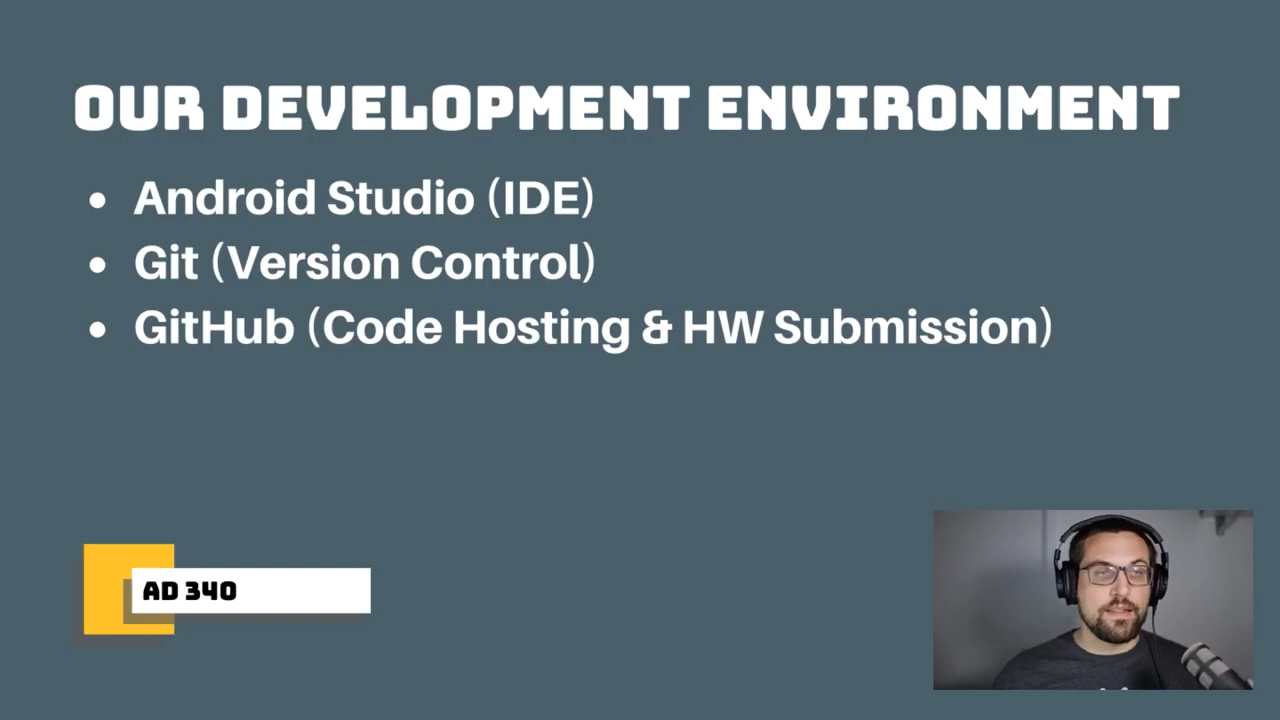 OUR DEVELOPMENT ENVIRONMENT
• Android Studio (IDE)
• Git (Version Control)
• GitHub (Code Hosting & HW Submission)
AD 340